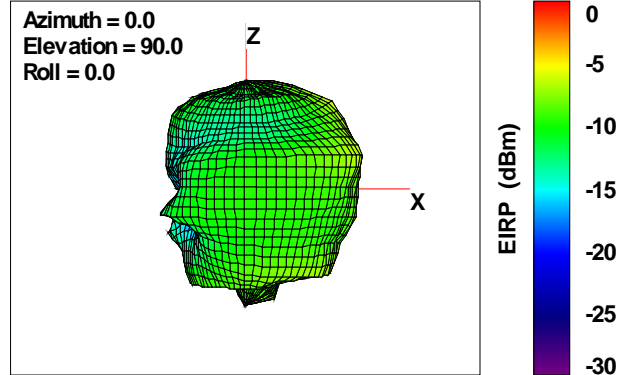 Azimuth = 0.0
Elevation = 90.0
Roll = 0.0
Z
X
EIRP (dBm)
0
-5
-10
-15
-20
-25
-30